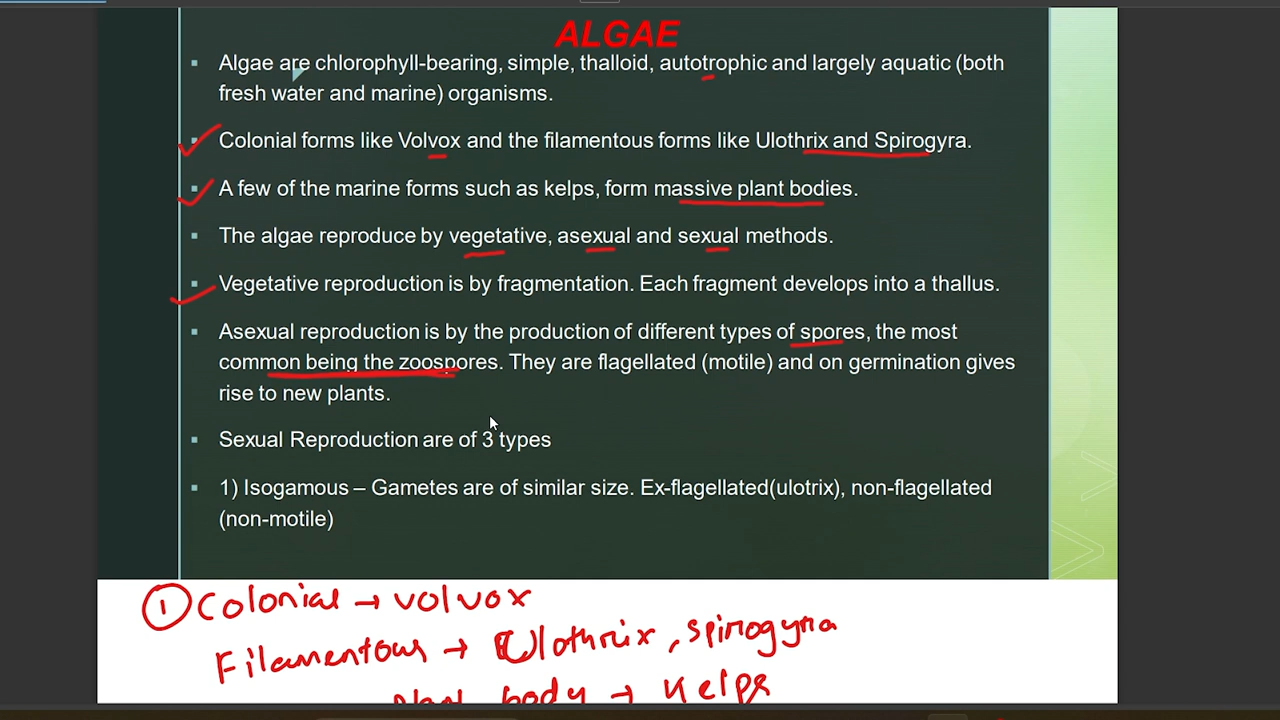 ALGAE
▪ Algae are chlorophyll-bearing, simple, thalloid, autotrophic and largely aquatic (both
fresh water and marine) organisms.
▪ Colonial forms like Volvox and the filamentous forms like Ulothrix and Spirogyra.
▪ A few of the marine forms such as kelps, form massive plant bodies.
▪ The algae reproduce by vegetative, asexual and sexual methods.
▪ Vegetative reproduction is by fragmentation. Each fragment develops into a thallus.
▪ Asexual reproduction is by the production of different types of spores, the most
common being the zoospores. They are flagellated (motile) and on germination gives
rise to new plants.
▪ Sexual Reproduction are of 3 types
▪ 1) Isogamous – Gametes are of similar size. Ex-flagellated(ulotrix), non-flagellated
(non-motile)
① Colonial → volvox
Filamentous → Ulothrix, spirogyra
plant body → Kelps